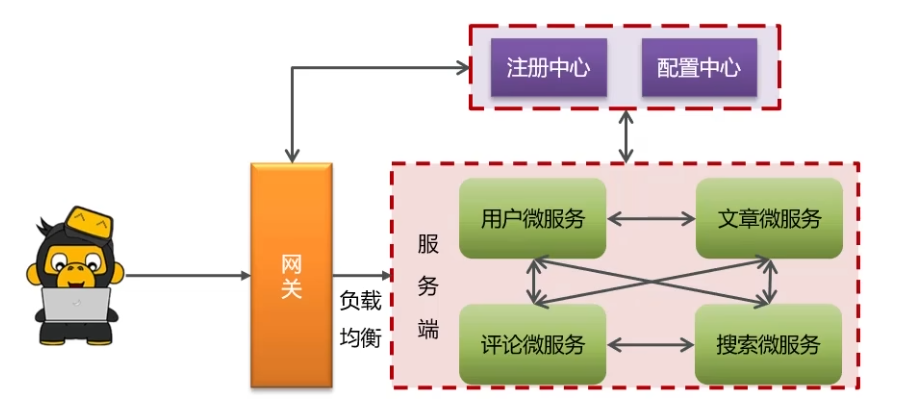 注册中心
配置中心
网关
负载
均衡
服务端
用户微服务
文章微服务
评论微服务
搜索微服务